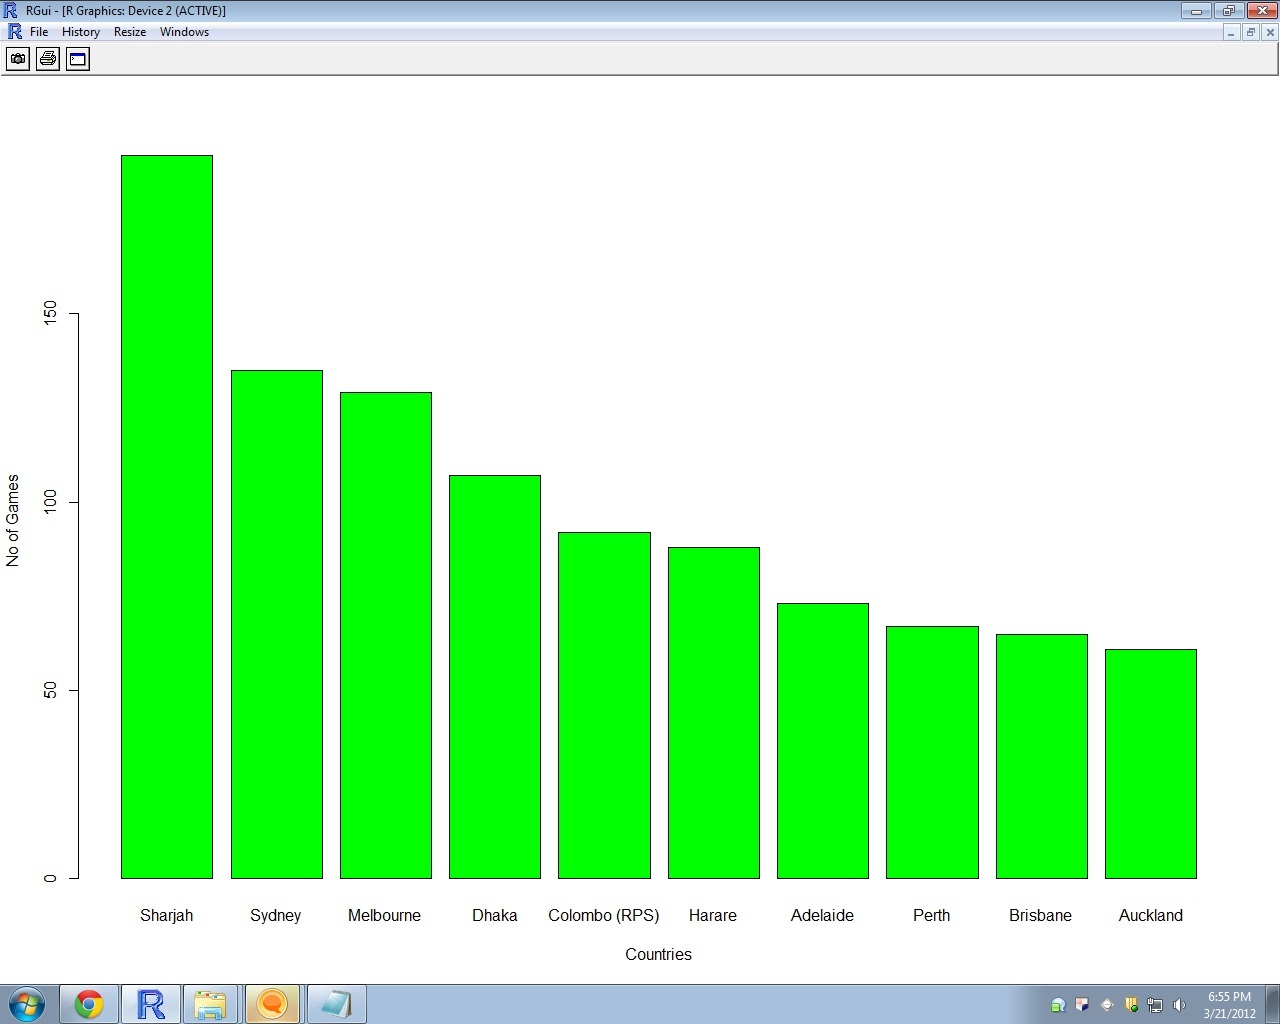 RGui - [R Graphics: Device 2 (ACTIVE)]
File History Resize Windows
No of Games
150
100
50
0
Sharjah Sydney Melbourne Dhaka Colombo (RPS) Harare Adelaide Perth Brisbane Auckland
Countries
6:55 PM
3/21/2012